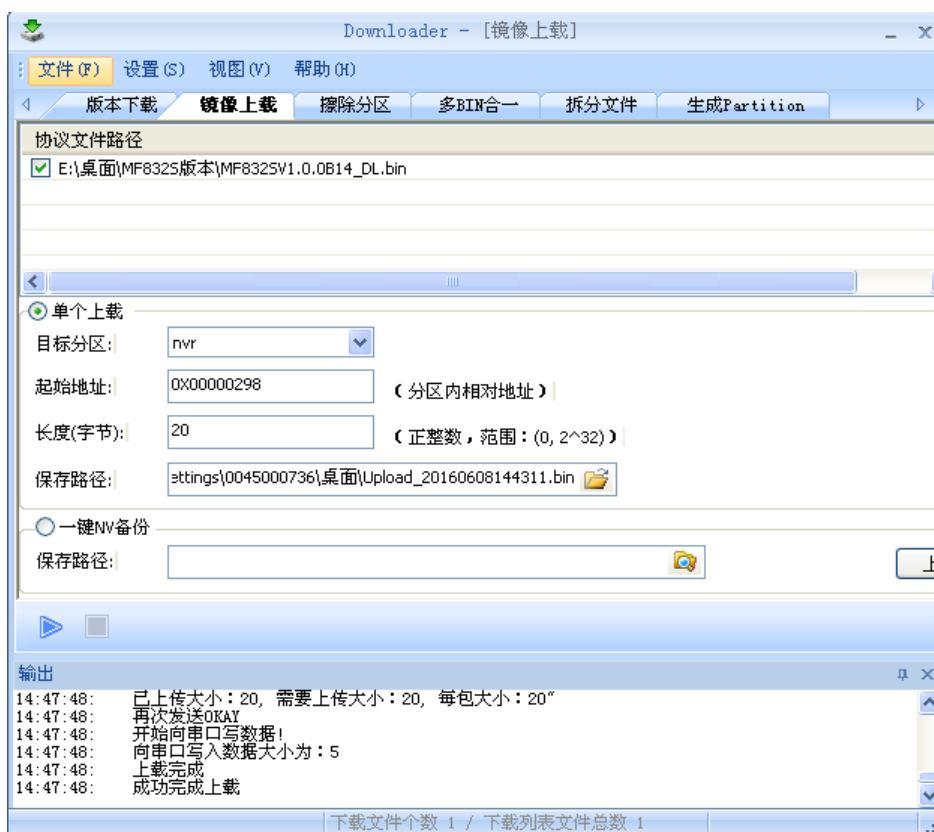 Downloader - [镜像上载]
文件(F) 设置(S) 视图(V) 帮助(H)
版本下载 镜像上载 擦除分区 多BIN合一 拆分文件 生成Partition
协议文件路径
E:\桌面\MF832S版本\MF832SV1.0.0B14_DL.bin
单个上载
目标分区: nvr
起始地址: 0X00000298 (分区内相对地址)
长度(字节): 20 (正整数，范围：(0, 2^32))
保存路径: ettings\0045000736\桌面\Upload_20160608144311.bin
一键NV备份
保存路径:
输出
14:47:48: 已上传大小：20, 需要上传大小：20, 每包大小：20"
14:47:48: 再次发送OKAY
14:47:48: 开始向串口写数据!
14:47:48: 向串口写入数据大小为：5
14:47:48: 上载完成
14:47:48: 成功完成上载
下载文件个数 1 / 下载列表文件总数 1